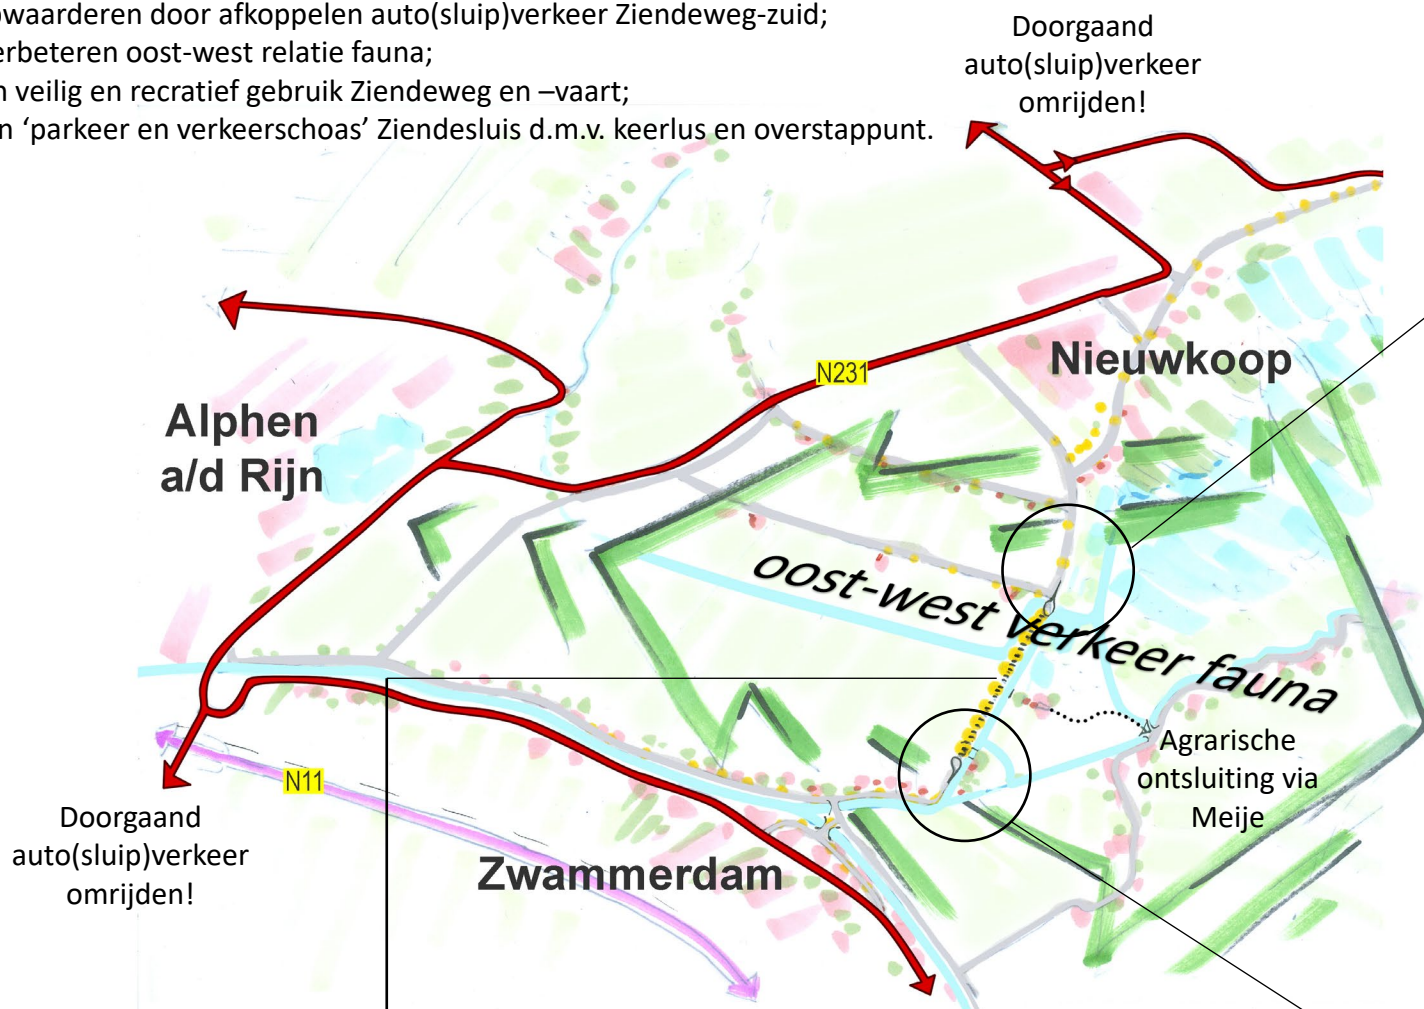 waarderen door afkoppelen auto(sluip)verkeer Ziendeweg-zuid;
erbeteren oost-west relatie fauna;
n veilig en recratief gebruik Ziendeweg en –vaart;
n ‘parkeer en verkeerschoas’ Ziendesluis d.m.v. keerlus en overstappunt.
Doorgaand
auto(sluip)verkeer
omrijden!
N231
Nieuwkoop
Alphen
a/d Rijn
oost-west verkeer fauna
Agrarische
ontsluiting via
Meije
N11
Doorgaand
auto(sluip)verkeer
omrijden!
Zwammerdam